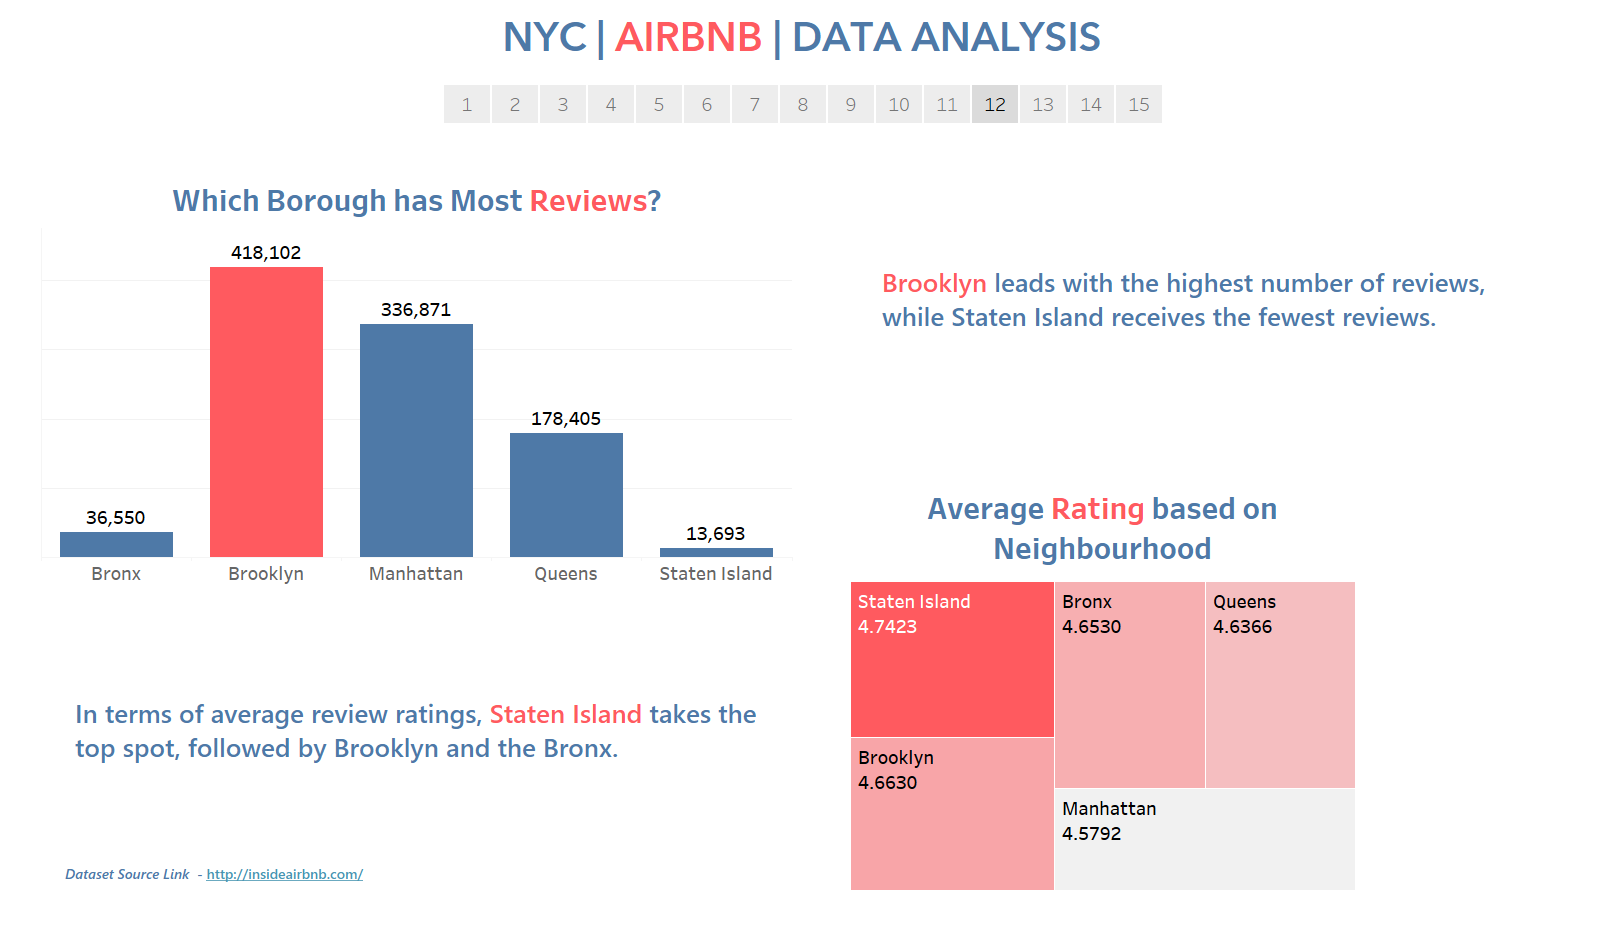 NYC | AIRBNB | DATA ANALYSIS
1 2 3 4 5 6 7 8 9 10 11 12 13 14 15
Which Borough has Most Reviews?
418,102
336,871
178,405
36,550
13,693
Bronx Brooklyn Manhattan Queens Staten Island
Brooklyn leads with the highest number of reviews,
while Staten Island receives the fewest reviews.
Average Rating based on
Neighbourhood
Staten Island
4.7423
Bronx
4.6530
Queens
4.6366
Brooklyn
4.6630
Manhattan
4.5792
In terms of average review ratings, Staten Island takes the
top spot, followed by Brooklyn and the Bronx.
Dataset Source Link - http://insideairbnb.com/